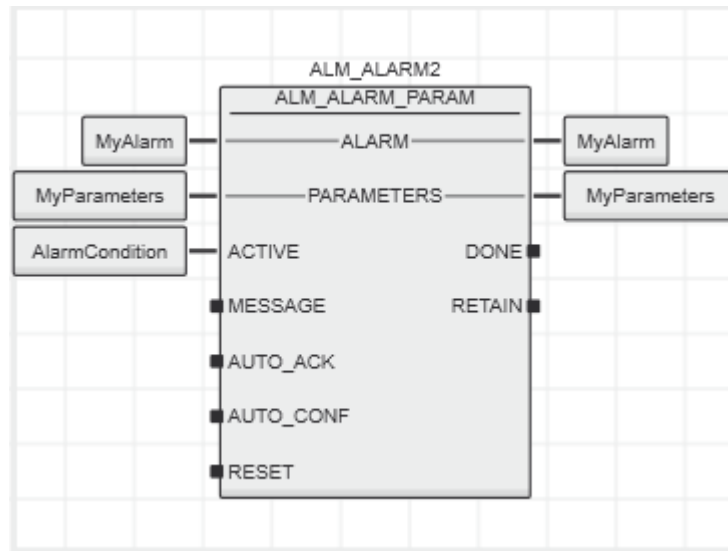 ALM_ALARM2
ALM_ALARM_PARAM
MyAlarm ALARM MyAlarm
MyParameters PARAMETERS MyParameters
AlarmCondition ACTIVE DONE
MESSAGE RETAIN
AUTO_ACK
AUTO_CONF
RESET